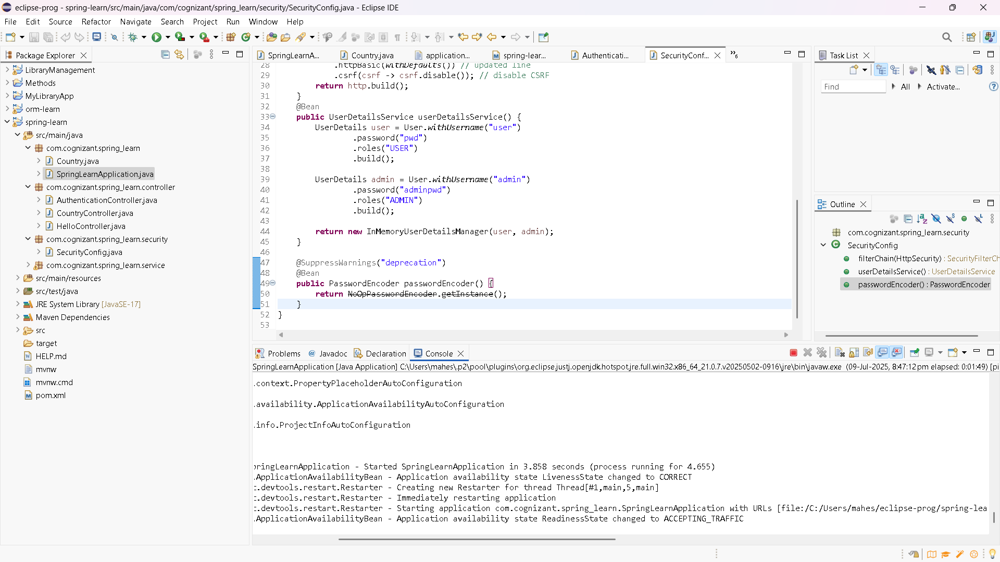 eclipse-prog - spring-learn/src/main/java/com/cognizant/spring_learn/security/SecurityConfig.java - Eclipse IDE
File Edit Source Refactor Navigate Search Project Run Window Help
Package Explorer
LibraryManagement
Methods
MyLibraryApp
orm-learn
spring-learn
src/main/java
com.cognizant.spring_learn
Country.java
SpringLearnApplication.java
com.cognizant.spring_learn.controller
AuthenticationController.java
CountryController.java
HelloController.java
com.cognizant.spring_learn.security
SecurityConfig.java
com.cognizant.spring_learn.service
src/main/resources
src/test/java
JRE System Library [JavaSE-17]
Maven Dependencies
src
target
HELP.md
mvnw
mvnw.cmd
pom.xml
SpringLearnA... Country.java application... spring-lear... Authenticati... SecurityConf... »6
28 .httpBasic(withDefaults()) // updated line
29 .csrf(csrf -> csrf.disable()); // disable CSRF
30 return http.build();
31 }
32 @Bean
33 public UserDetailsService userDetailsService() {
34 UserDetails user = User.withUsername("user")
35 .password("pwd")
36 .roles("USER")
37 .build();
38
39 UserDetails admin = User.withUsername("admin")
40 .password("adminpwd")
41 .roles("ADMIN")
42 .build();
43
44 return new InMemoryUserDetailsManager(user, admin);
45 }
46
47 @SuppressWarnings("deprecation")
48 @Bean
49 public PasswordEncoder passwordEncoder() {
50 return NoOpPasswordEncoder.getInstance();
51 }
52 }
53
Task List
Find All Activate...
Outline
com.cognizant.spring_learn.security
SecurityConfig
filterChain(HttpSecurity) : SecurityFilterCh
userDetailsService() : UserDetailsService
passwordEncoder() : PasswordEncoder
Problems Javadoc Declaration Console
SpringLearnApplication [Java Application] C:\Users\mahes\.p2\pool\plugins\org.eclipse.justj.openjdk.hotspot.jre.full.win32.x86_64_21.0.7.v20250502-0916\jre\bin\javaw.exe (09-Jul-2025, 8:47:12 pm elapsed: 0:01:49) [pi
.context.PropertyPlaceholderAutoConfiguration
.availability.ApplicationAvailabilityAutoConfiguration
.info.ProjectInfoAutoConfiguration
pringLearnApplication - Started SpringLearnApplication in 3.858 seconds (process running for 4.655)
.ApplicationAvailabilityBean - Application availability state LivenessState changed to CORRECT
t.devtools.restart.Restarter - Creating new Restarter for thread Thread[#1,main,5,main]
t.devtools.restart.Restarter - Immediately restarting application
t.devtools.restart.Restarter - Starting application com.cognizant.spring_learn.SpringLearnApplication with URLs [file:/C:/Users/mahes/eclipse-prog/spring-lea
.ApplicationAvailabilityBean - Application availability state ReadinessState changed to ACCEPTING_TRAFFIC